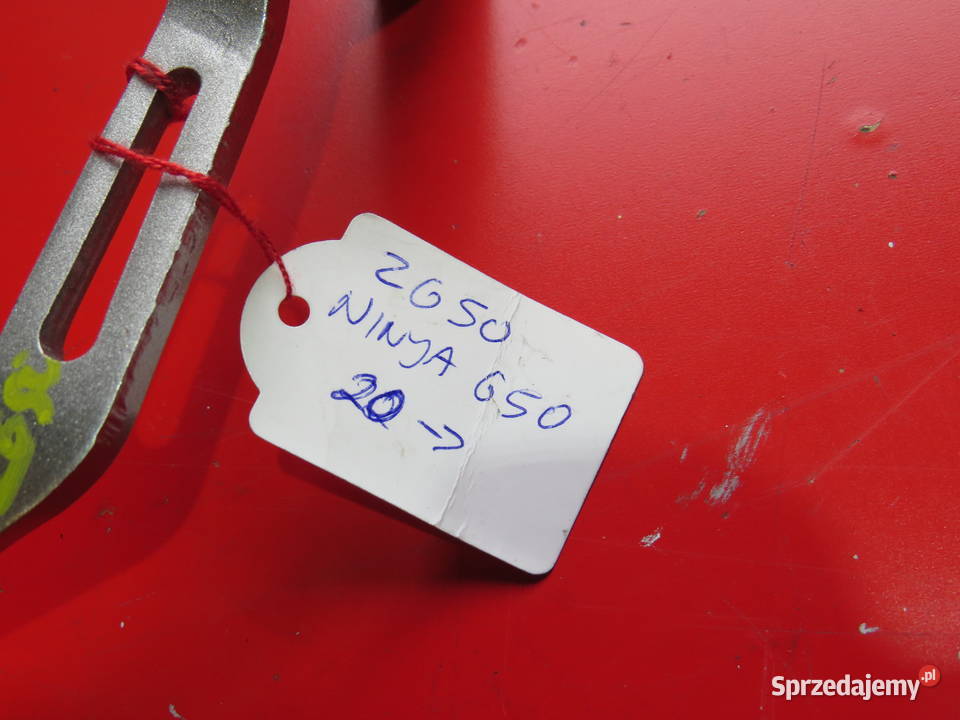 Z650
NINJA 650
20 →
Sprzedajemy.pl